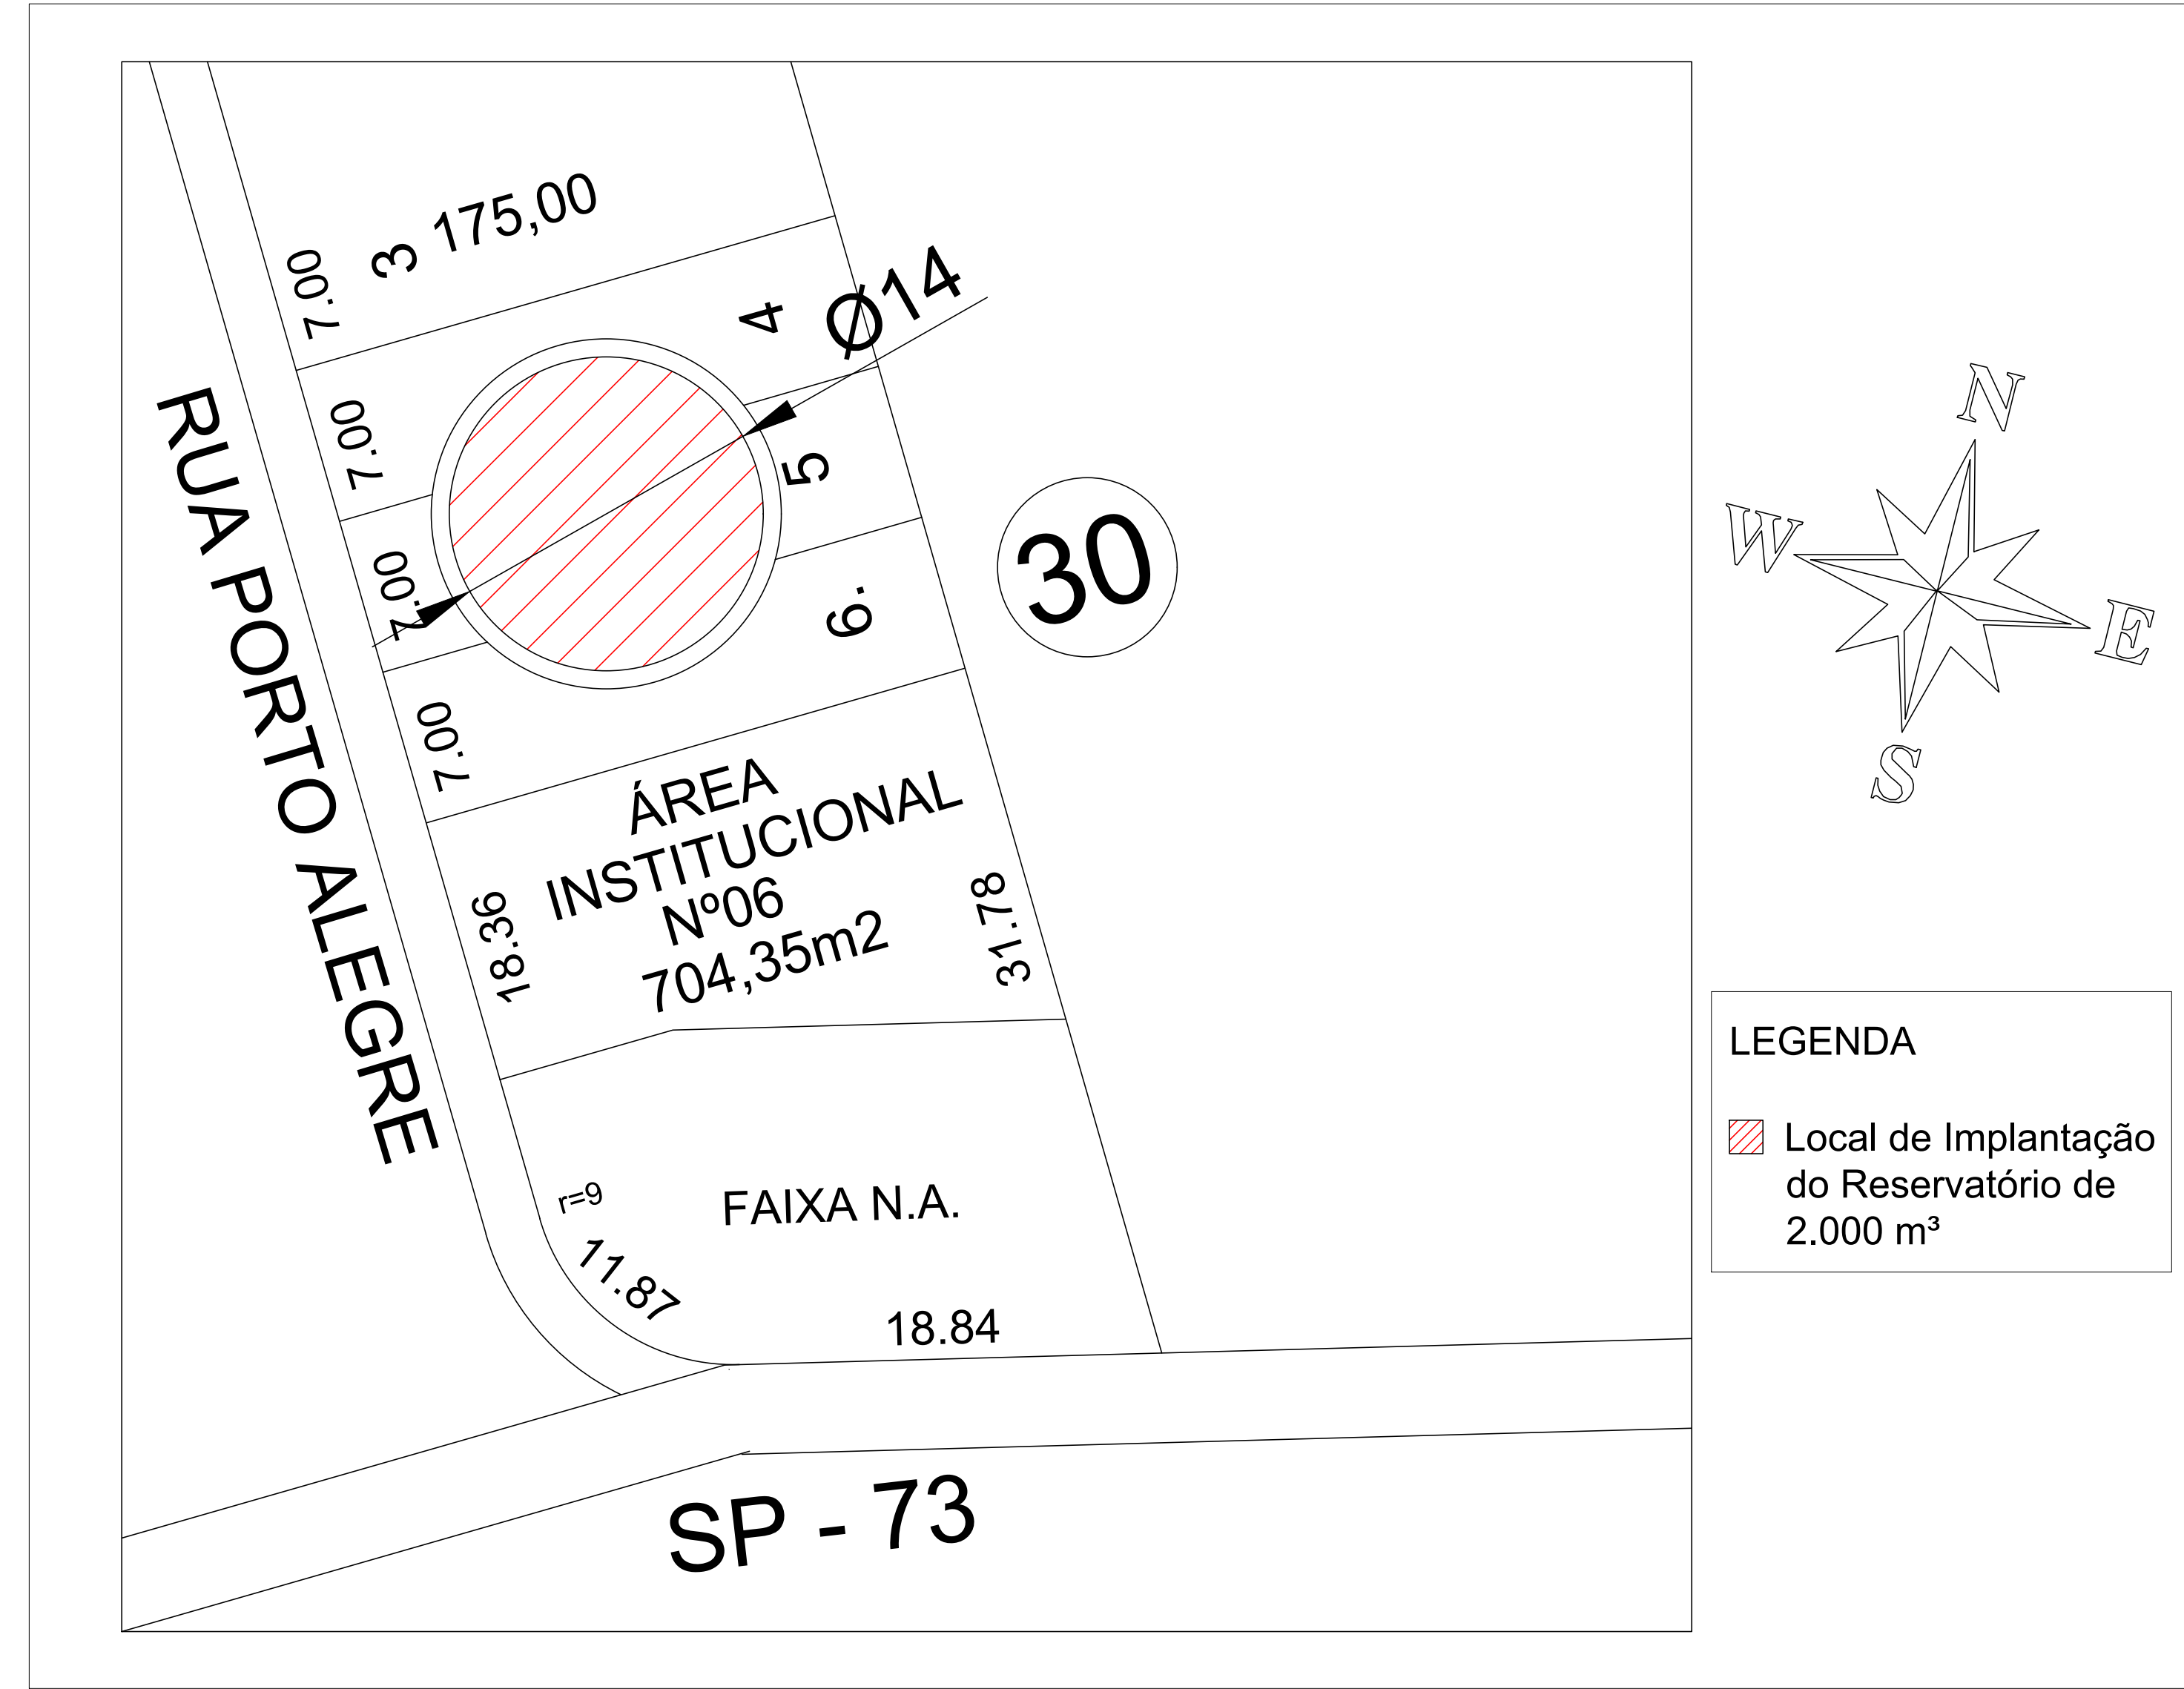 3 175,00
7.00
4
Ø14
7.00
5
7.00
6.
7.00
30
RUA PORTO ALEGRE
ÁREA
INSTITUCIONAL
Nº06
704,35m2
18.36
31.78
r=9
11.87
FAIXA N.A.
18.84
SP - 73
N
W
E
S
LEGENDA
Local de Implantação
do Reservatório de
2.000 m³